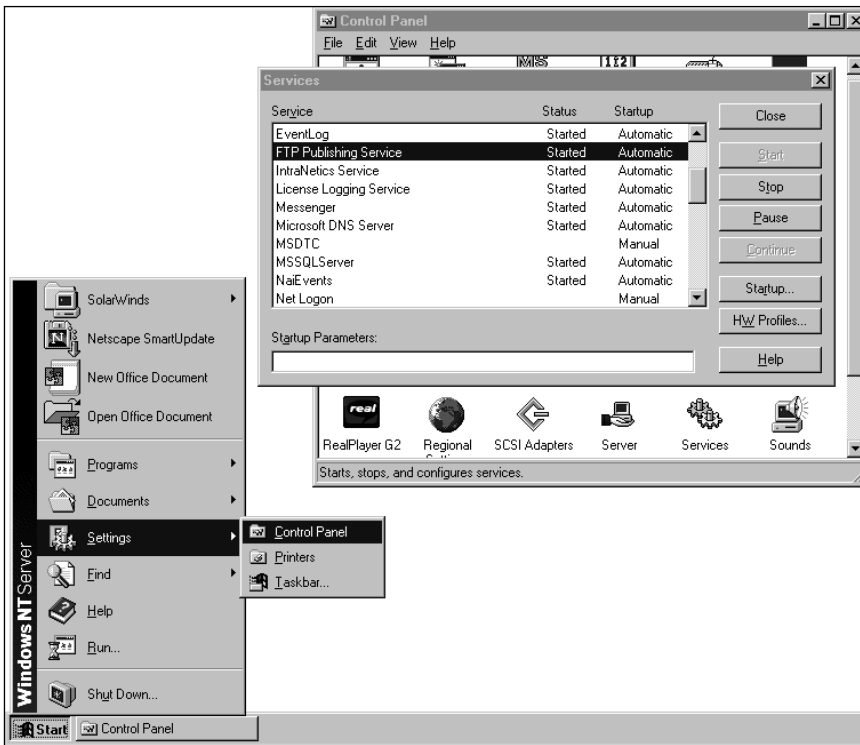 Control Panel
File Edit View Help
MS 1 2
Services
Service Status Startup
Close
EventLog Started Automatic
FTP Publishing Service Started Automatic
Start
IntraNetics Service Started Automatic
License Logging Service Started Automatic
Stop
Messenger Started Automatic
Pause
Microsoft DNS Server Started Automatic
MSDTC Manual
Continue
MSSQLServer Started Automatic
NaiEvents Started Automatic
Startup...
Net Logon Manual
HW Profiles...
Startup Parameters:
Help
real
RealPlayer G2 Regional SCSI Adapters Server Services Sounds
Starts, stops, and configures services.
SolarWinds
Netscape SmartUpdate
New Office Document
Open Office Document
Programs
Documents
Settings
Control Panel
Printers
Taskbar...
Find
Help
Run...
Shut Down...
Windows NT Server
Start Control Panel